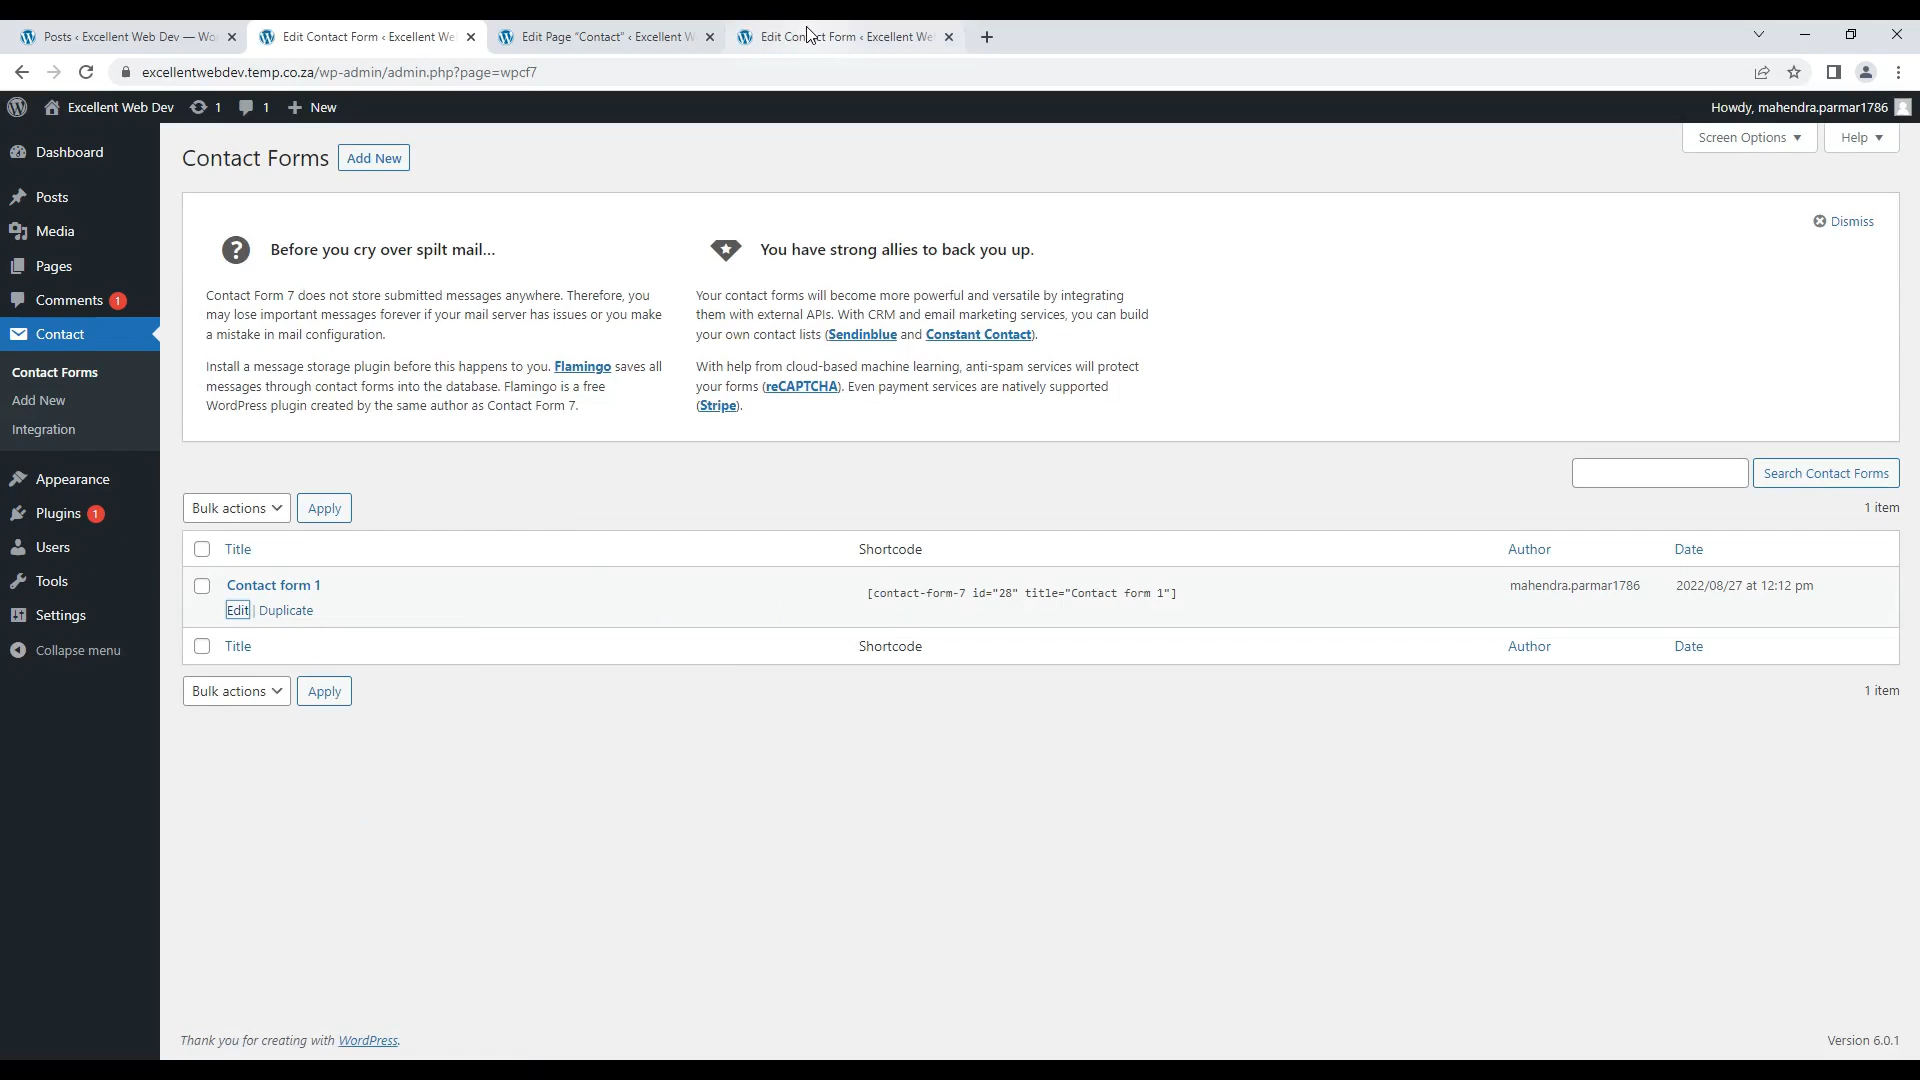 Posts ‹ Excellent Web Dev — Wo
Edit Contact Form ‹ Excellent We
Edit Page “Contact” ‹ Excellent W
Edit Contact Form ‹ Excellent We
excellentwebdev.temp.co.za/wp-admin/admin.php?page=wpcf7
Excellent Web Dev
1
1
New
Howdy, mahendra.parmar1786
Dashboard
Posts
Media
Pages
Comments 1
Contact
Contact Forms
Add New
Integration
Appearance
Plugins 1
Users
Tools
Settings
Collapse menu
Screen Options
Help
Contact Forms
Add New
Dismiss
Before you cry over spilt mail…
Contact Form 7 does not store submitted messages anywhere. Therefore, you
may lose important messages forever if your mail server has issues or you make
a mistake in mail configuration.
Install a message storage plugin before this happens to you. Flamingo saves all
messages through contact forms into the database. Flamingo is a free
WordPress plugin created by the same author as Contact Form 7.
You have strong allies to back you up.
Your contact forms will become more powerful and versatile by integrating
them with external APIs. With CRM and email marketing services, you can build
your own contact lists (Sendinblue and Constant Contact).
With help from cloud-based machine learning, anti-spam services will protect
your forms (reCAPTCHA). Even payment services are natively supported
(Stripe).
Search Contact Forms
Bulk actions
Apply
1 item
Title
Shortcode
Author
Date
Contact form 1
Edit | Duplicate
[contact-form-7 id="28" title="Contact form 1"]
mahendra.parmar1786
2022/08/27 at 12:12 pm
Title
Shortcode
Author
Date
Bulk actions
Apply
1 item
Thank you for creating with WordPress.
Version 6.0.1